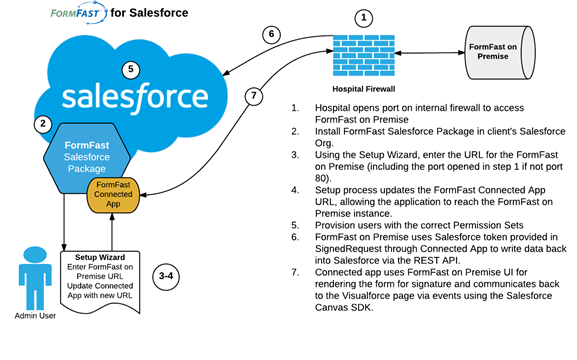 FORMFAST for Salesforce
1
6
FormFast on
Premise
5
salesforce
Hospital Firewall
7
2
FormFast
Salesforce
Package
FormFast
Connected
App
Setup Wizard
Enter FormFast on
Premise URL
Update Connected
App with new URL
3-4
Admin User
1. Hospital opens port on internal firewall to access
FormFast on Premise
2. Install FormFast Salesforce Package in client's Salesforce
Org.
3. Using the Setup Wizard, enter the URL for the FormFast
on Premise (including the port opened in step 1 if not port
80).
4. Setup process updates the FormFast Connected App
URL, allowing the application to reach the FormFast on
Premise instance.
5. Provision users with the correct Permission Sets
6. FormFast on Premise uses Salesforce token provided in
SignedRequest through Connected App to write data back
into Salesforce via the REST API.
7. Connected app uses FormFast on Premise UI for
rendering the form for signature and communicates back
to the Visualforce page via events using the Salesforce
Canvas SDK.